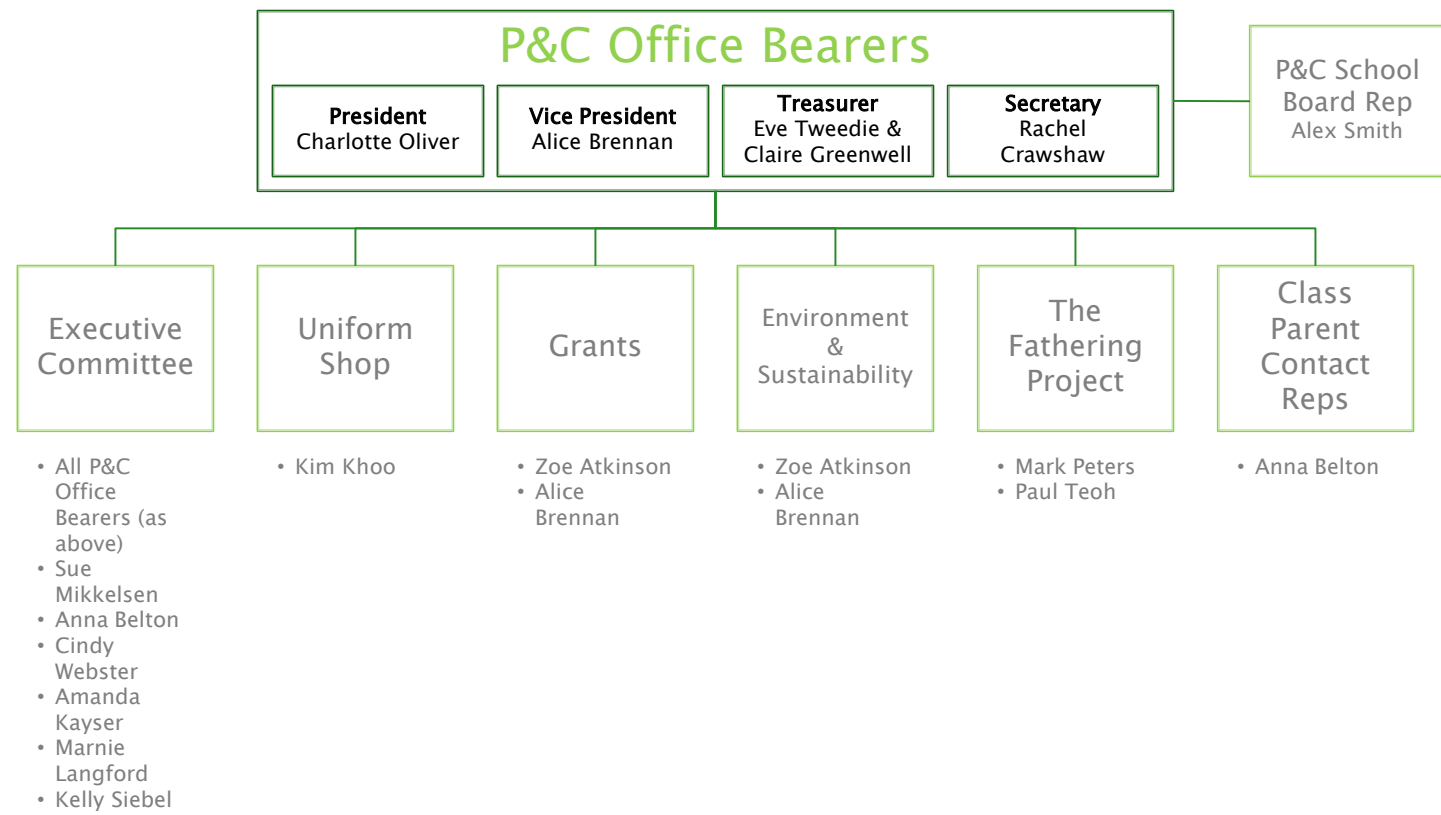 P&C Office Bearers
President
Charlotte Oliver
Vice President
Alice Brennan
Treasurer
Eve Tweedie &
Claire Greenwell
Secretary
Rachel
Crawshaw
P&C School
Board Rep
Alex Smith
Executive
Committee
• All P&C
Office
Bearers (as
above)
• Sue
Mikkelsen
• Anna Belton
• Cindy
Webster
• Amanda
Kayser
• Marnie
Langford
• Kelly Siebel
Uniform
Shop
• Kim Khoo
Grants
• Zoe Atkinson
• Alice
Brennan
Environment
&
Sustainability
• Zoe Atkinson
• Alice
Brennan
The
Fathering
Project
• Mark Peters
• Paul Teoh
Class
Parent
Contact
Reps
• Anna Belton